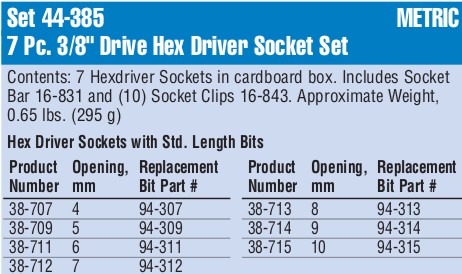 Set 44-385 METRIC
7 Pc. 3/8" Drive Hex Driver Socket Set
Contents: 7 Hexdriver Sockets in cardboard box. Includes Socket
Bar 16-831 and (10) Socket Clips 16-843. Approximate Weight,
0.65 lbs. (295 g)
Hex Driver Sockets with Std. Length Bits
Product Opening, Replacement Product Opening, Replacement
Number mm Bit Part # Number mm Bit Part #
38-707 4 94-307 38-713 8 94-313
38-709 5 94-309 38-714 9 94-314
38-711 6 94-311 38-715 10 94-315
38-712 7 94-312